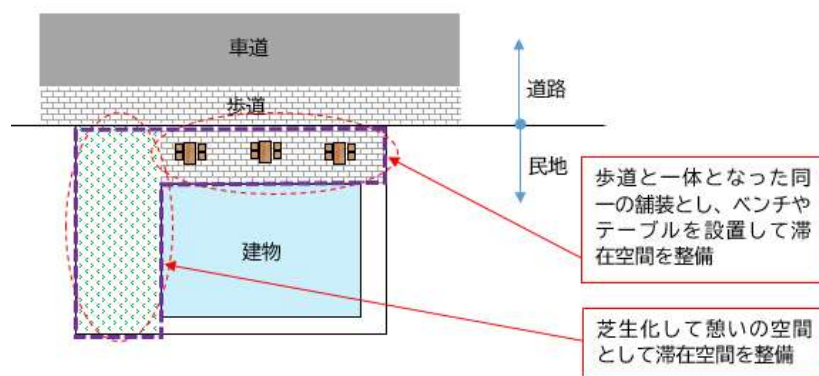 車道
歩道
道路
民地
建物
歩道と一体となった同
一の舗装とし、ベンチや
テーブルを設置して滞
在空間を整備
芝生化して憩いの空間
として滞在空間を整備